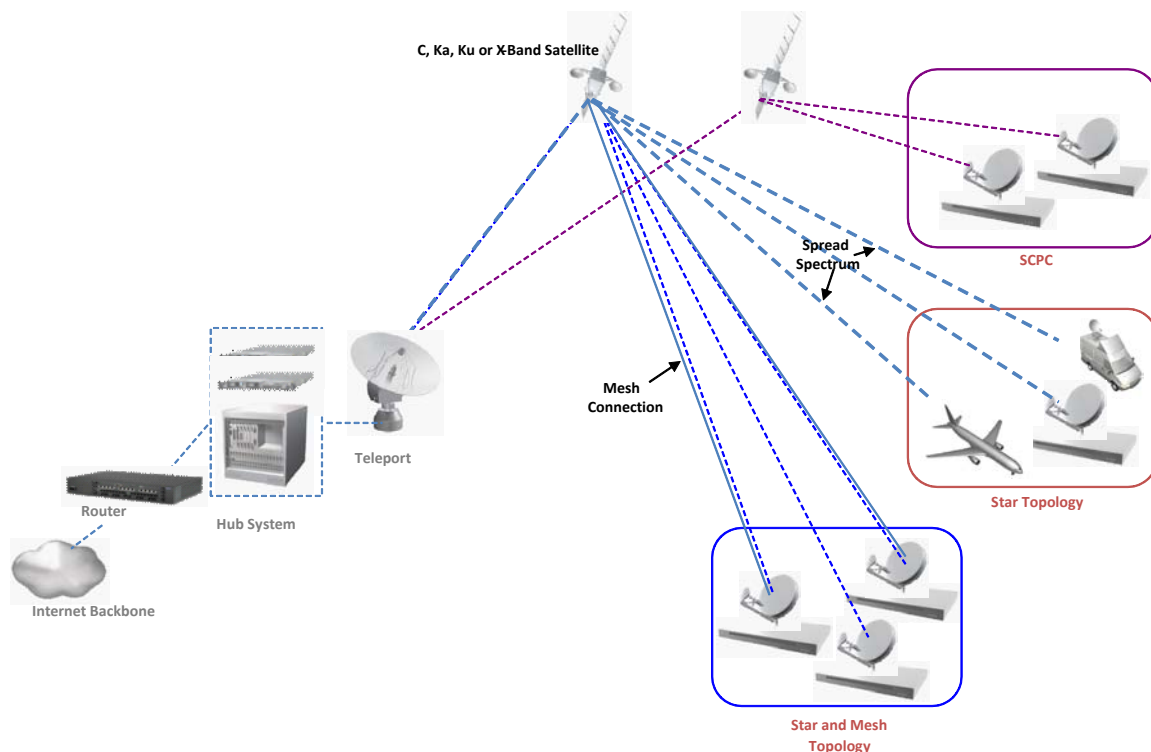 C, Ka, Ku or X-Band Satellite
Spread
Spectrum
SCPC
Mesh
Connection
Teleport
Star Topology
Router
Hub System
Internet Backbone
Star and Mesh
Topology